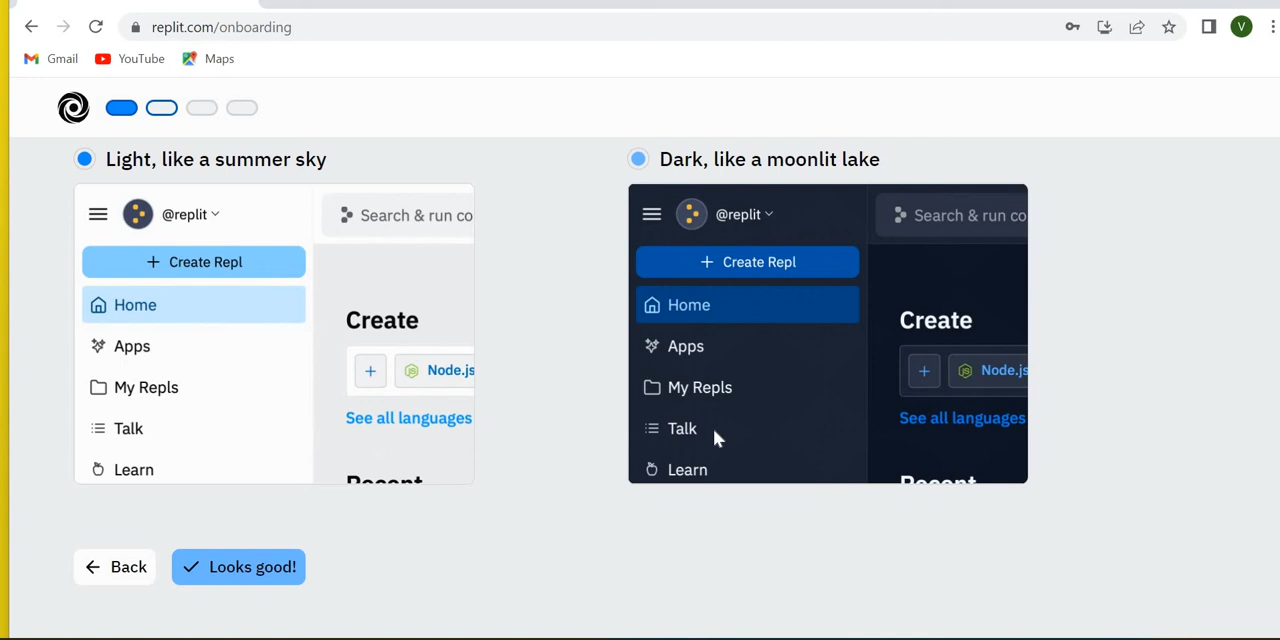 replit.com/onboarding
V
Gmail
YouTube
Maps
Light, like a summer sky
@replit
Search & run co
+ Create Repl
Home
Apps
My Repls
Talk
Learn
Create
+
Node.js
See all languages
Recent
Dark, like a moonlit lake
@replit
Search & run co
+ Create Repl
Home
Apps
My Repls
Talk
Learn
Create
+
Node.js
See all languages
Recent
Back
Looks good!